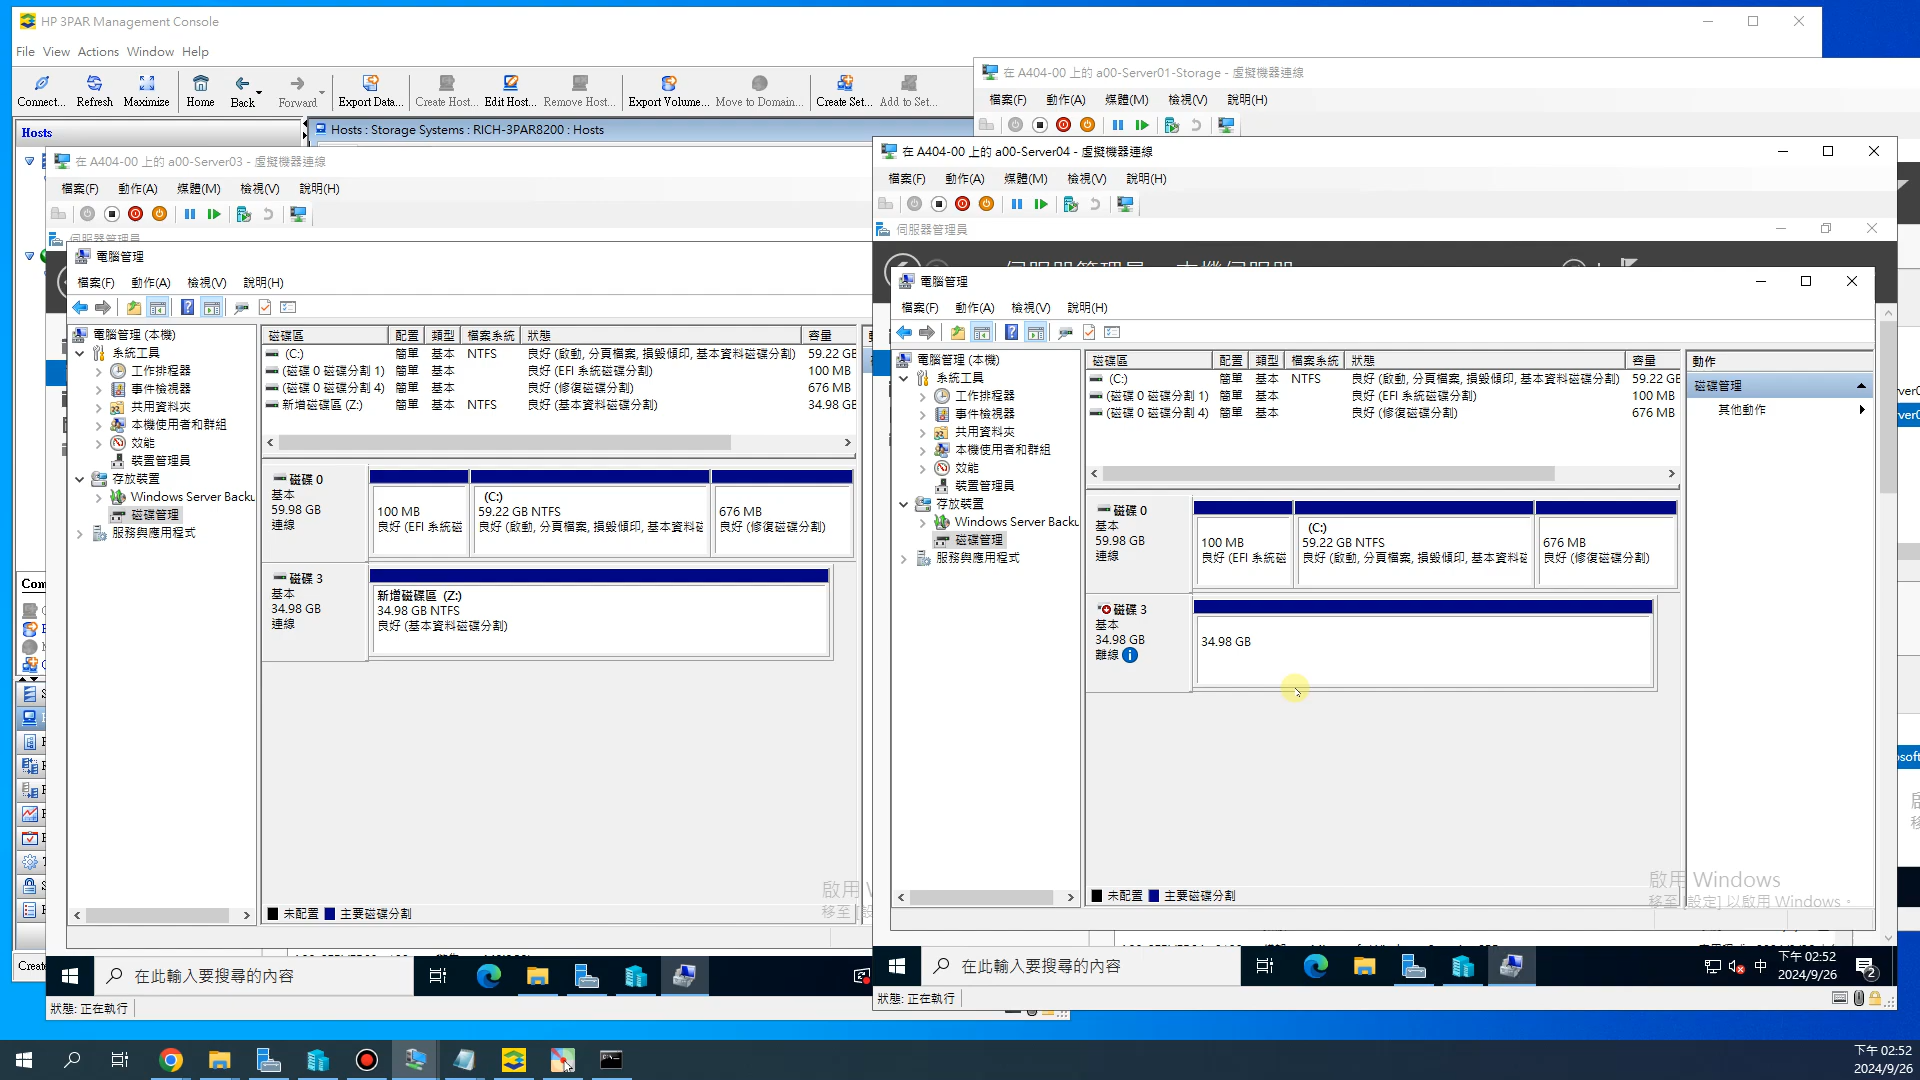 HP 3PAR Management Console
File View Actions Window Help
Connect... Refresh Maximize Home Back Forward Export Data... Create Host... Edit Host... Remove Host... Export Volume... Move to Domain... Create Set... Add to Set...
Hosts
Hosts : Storage Systems : RICH-3PAR8200 : Hosts
在 A404-00 上的 a00-Server01-Storage - 虛擬機器連線
檔案(F) 動作(A) 媒體(M) 檢視(V) 說明(H)
在 A404-00 上的 a00-Server03 - 虛擬機器連線
檔案(F) 動作(A) 媒體(M) 檢視(V) 說明(H)
伺服器管理員
電腦管理
檔案(F) 動作(A) 檢視(V) 說明(H)
電腦管理 (本機)
系統工具
工作排程器
事件檢視器
共用資料夾
本機使用者和群組
效能
裝置管理員
存放裝置
Windows Server Backu
磁碟管理
服務與應用程式
磁碟區 配置 類型 檔案系統 狀態 容量
(C:) 簡單 基本 NTFS 良好 (啟動, 分頁檔案, 損毀傾印, 基本資料磁碟分割) 59.22 GB
(磁碟 0 磁碟分割 1) 簡單 基本 良好 (EFI 系統磁碟分割) 100 MB
(磁碟 0 磁碟分割 4) 簡單 基本 良好 (修復磁碟分割) 676 MB
新增磁碟區 (Z:) 簡單 基本 NTFS 良好 (基本資料磁碟分割) 34.98 GB
磁碟 0
基本
59.98 GB
連線
100 MB
良好 (EFI 系統磁
(C:)
59.22 GB NTFS
良好 (啟動, 分頁檔案, 損毀傾印, 基本資料磁
676 MB
良好 (修復磁碟分割)
磁碟 3
基本
34.98 GB
連線
新增磁碟區 (Z:)
34.98 GB NTFS
良好 (基本資料磁碟分割)
啟用 W
移至 [設
未配置 主要磁碟分割
在此輸入要搜尋的內容
狀態: 正在執行
Com
Create
在 A404-00 上的 a00-Server04 - 虛擬機器連線
檔案(F) 動作(A) 媒體(M) 檢視(V) 說明(H)
伺服器管理員
電腦管理
檔案(F) 動作(A) 檢視(V) 說明(H)
電腦管理 (本機)
系統工具
工作排程器
事件檢視器
共用資料夾
本機使用者和群組
效能
裝置管理員
存放裝置
Windows Server Backu
磁碟管理
服務與應用程式
磁碟區 配置 類型 檔案系統 狀態 容量
(C:) 簡單 基本 NTFS 良好 (啟動, 分頁檔案, 損毀傾印, 基本資料磁碟分割) 59.22 GB
(磁碟 0 磁碟分割 1) 簡單 基本 良好 (EFI 系統磁碟分割) 100 MB
(磁碟 0 磁碟分割 4) 簡單 基本 良好 (修復磁碟分割) 676 MB
動作
磁碟管理
其他動作
磁碟 0
基本
59.98 GB
連線
100 MB
良好 (EFI 系統磁
(C:)
59.22 GB NTFS
良好 (啟動, 分頁檔案, 損毀傾印, 基本資料磁
676 MB
良好 (修復磁碟分割)
磁碟 3
基本
34.98 GB
離線
34.98 GB
未配置 主要磁碟分割
啟用 Windows
移至 [設定] 以啟用 Windows。
在此輸入要搜尋的內容
中
下午 02:52
2024/9/26
2
狀態: 正在執行
下午 02:52
2024/9/26